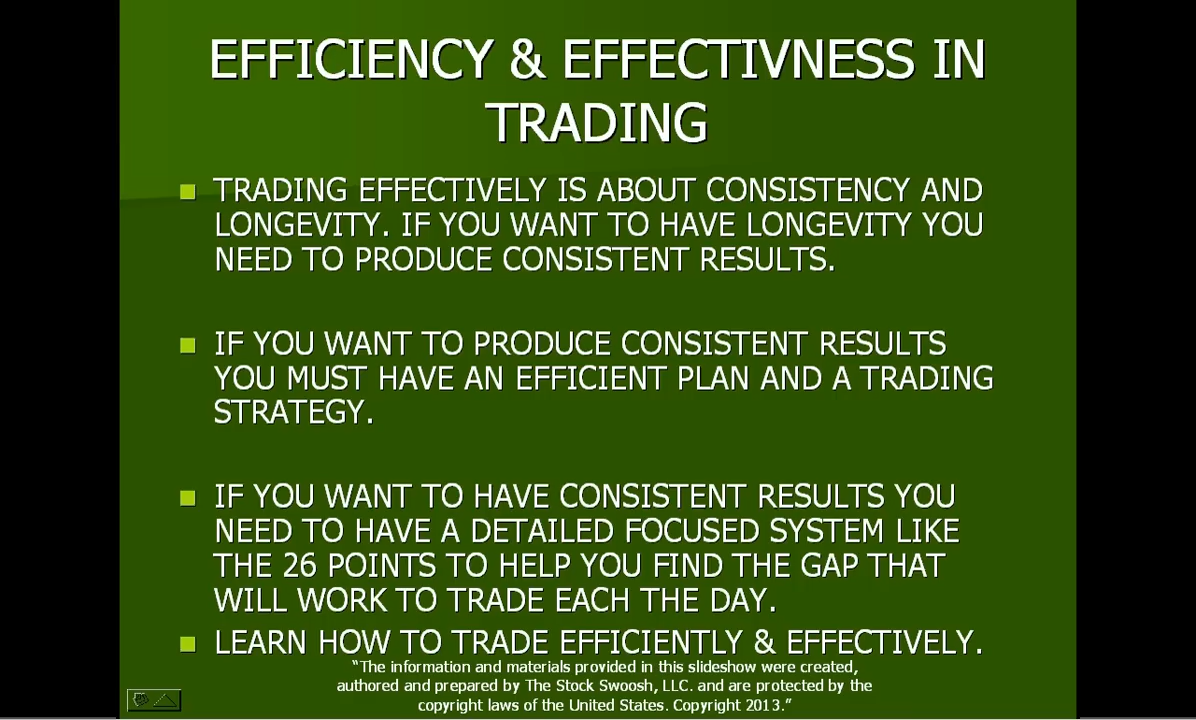 EFFICIENCY & EFFECTIVNESS IN
TRADING
TRADING EFFECTIVELY IS ABOUT CONSISTENCY AND
LONGEVITY. IF YOU WANT TO HAVE LONGEVITY YOU
NEED TO PRODUCE CONSISTENT RESULTS.
IF YOU WANT TO PRODUCE CONSISTENT RESULTS
YOU MUST HAVE AN EFFICIENT PLAN AND A TRADING
STRATEGY.
IF YOU WANT TO HAVE CONSISTENT RESULTS YOU
NEED TO HAVE A DETAILED FOCUSED SYSTEM LIKE
THE 26 POINTS TO HELP YOU FIND THE GAP THAT
WILL WORK TO TRADE EACH THE DAY.
LEARN HOW TO TRADE EFFICIENTLY & EFFECTIVELY.
“The information and materials provided in this slideshow were created,
authored and prepared by The Stock Swoosh, LLC. and are protected by the
copyright laws of the United States. Copyright 2013.”